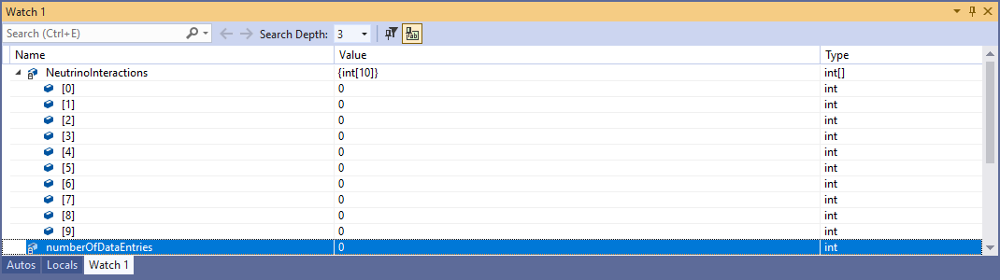 Watch 1
Search (Ctrl+E) Search Depth: 3
Name Value Type
NeutrinoInteractions {int[10]} int[]
[0] 0 int
[1] 0 int
[2] 0 int
[3] 0 int
[4] 0 int
[5] 0 int
[6] 0 int
[7] 0 int
[8] 0 int
[9] 0 int
numberOfDataEntries 0 int
Autos Locals Watch 1